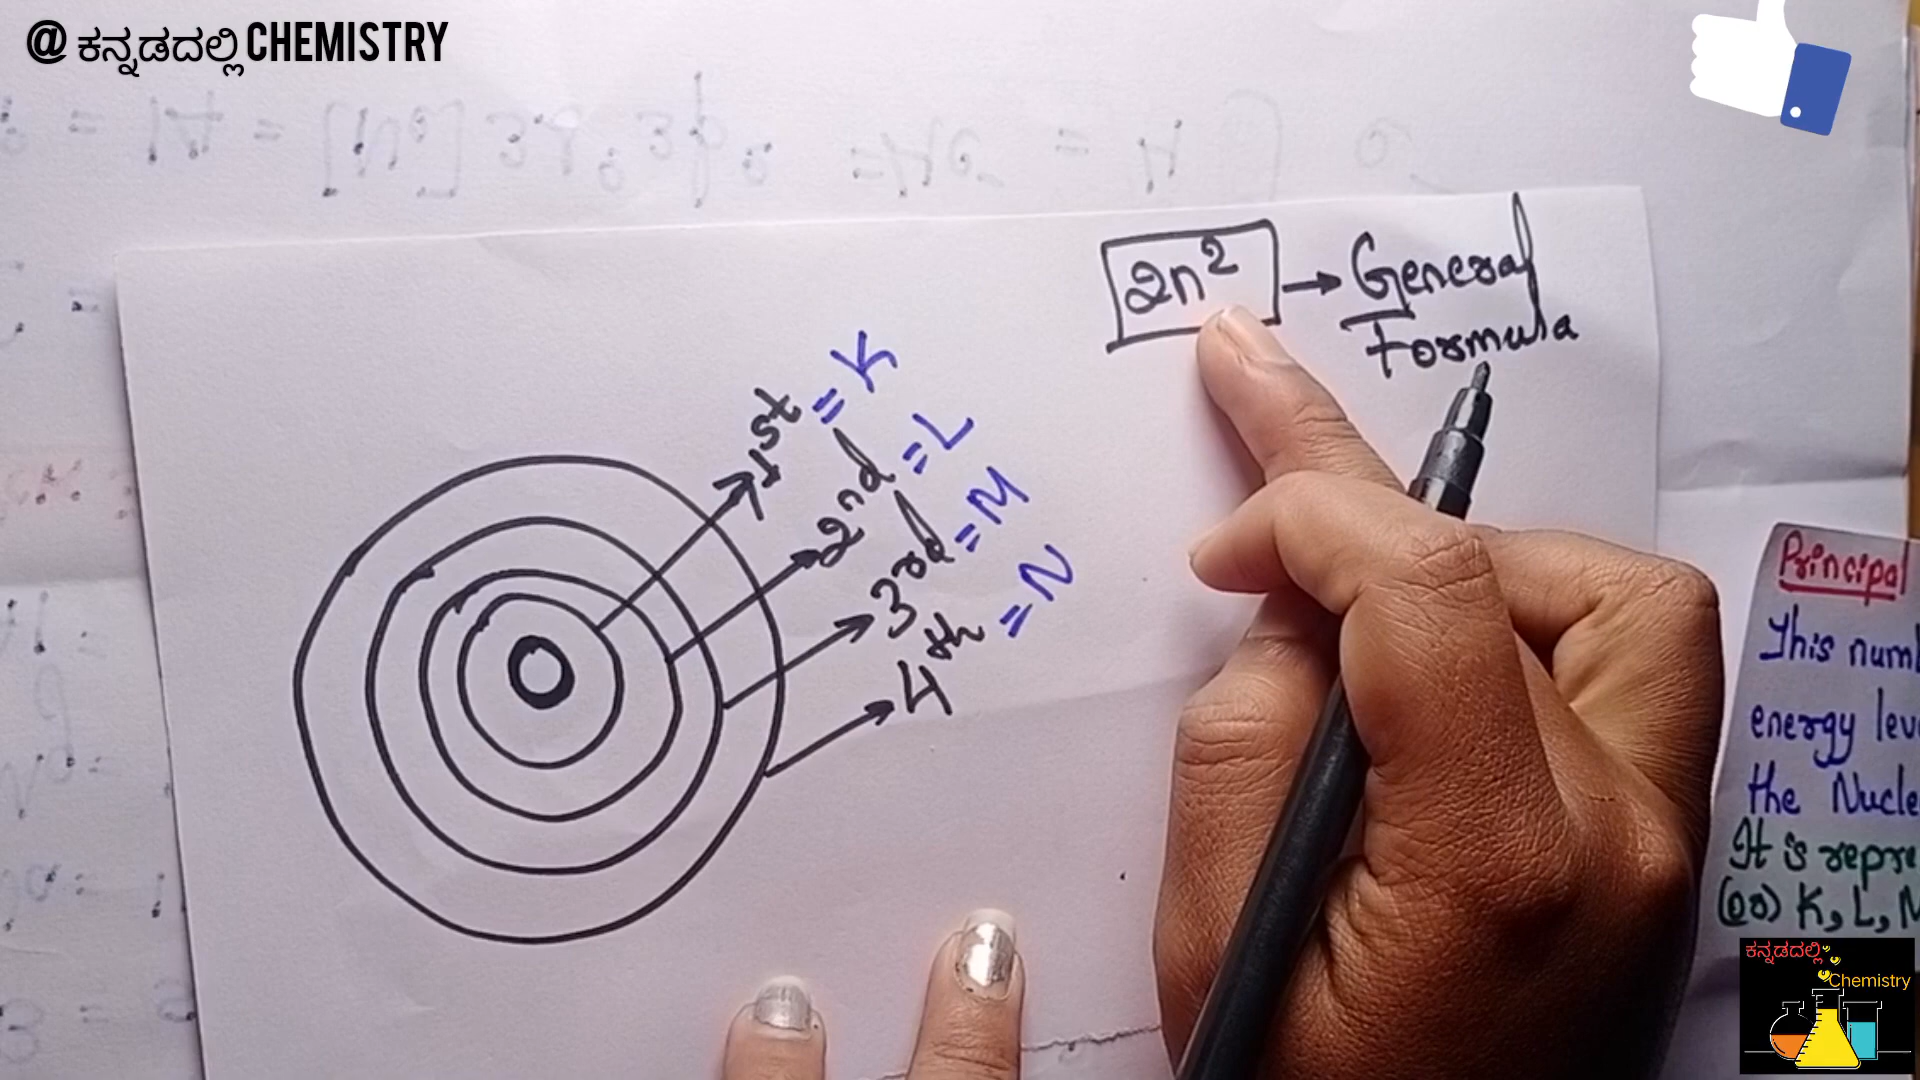 @ ಕನ್ನಡದಲ್ಲಿ CHEMISTRY
2n² → General
Formula
1st = K
2nd = L
3rd = M
4th = N
Principal
This num
energy lev
the Nucle
It is repre
(or) K, L, M
ಕನ್ನಡದಲ್ಲಿ
Chemistry